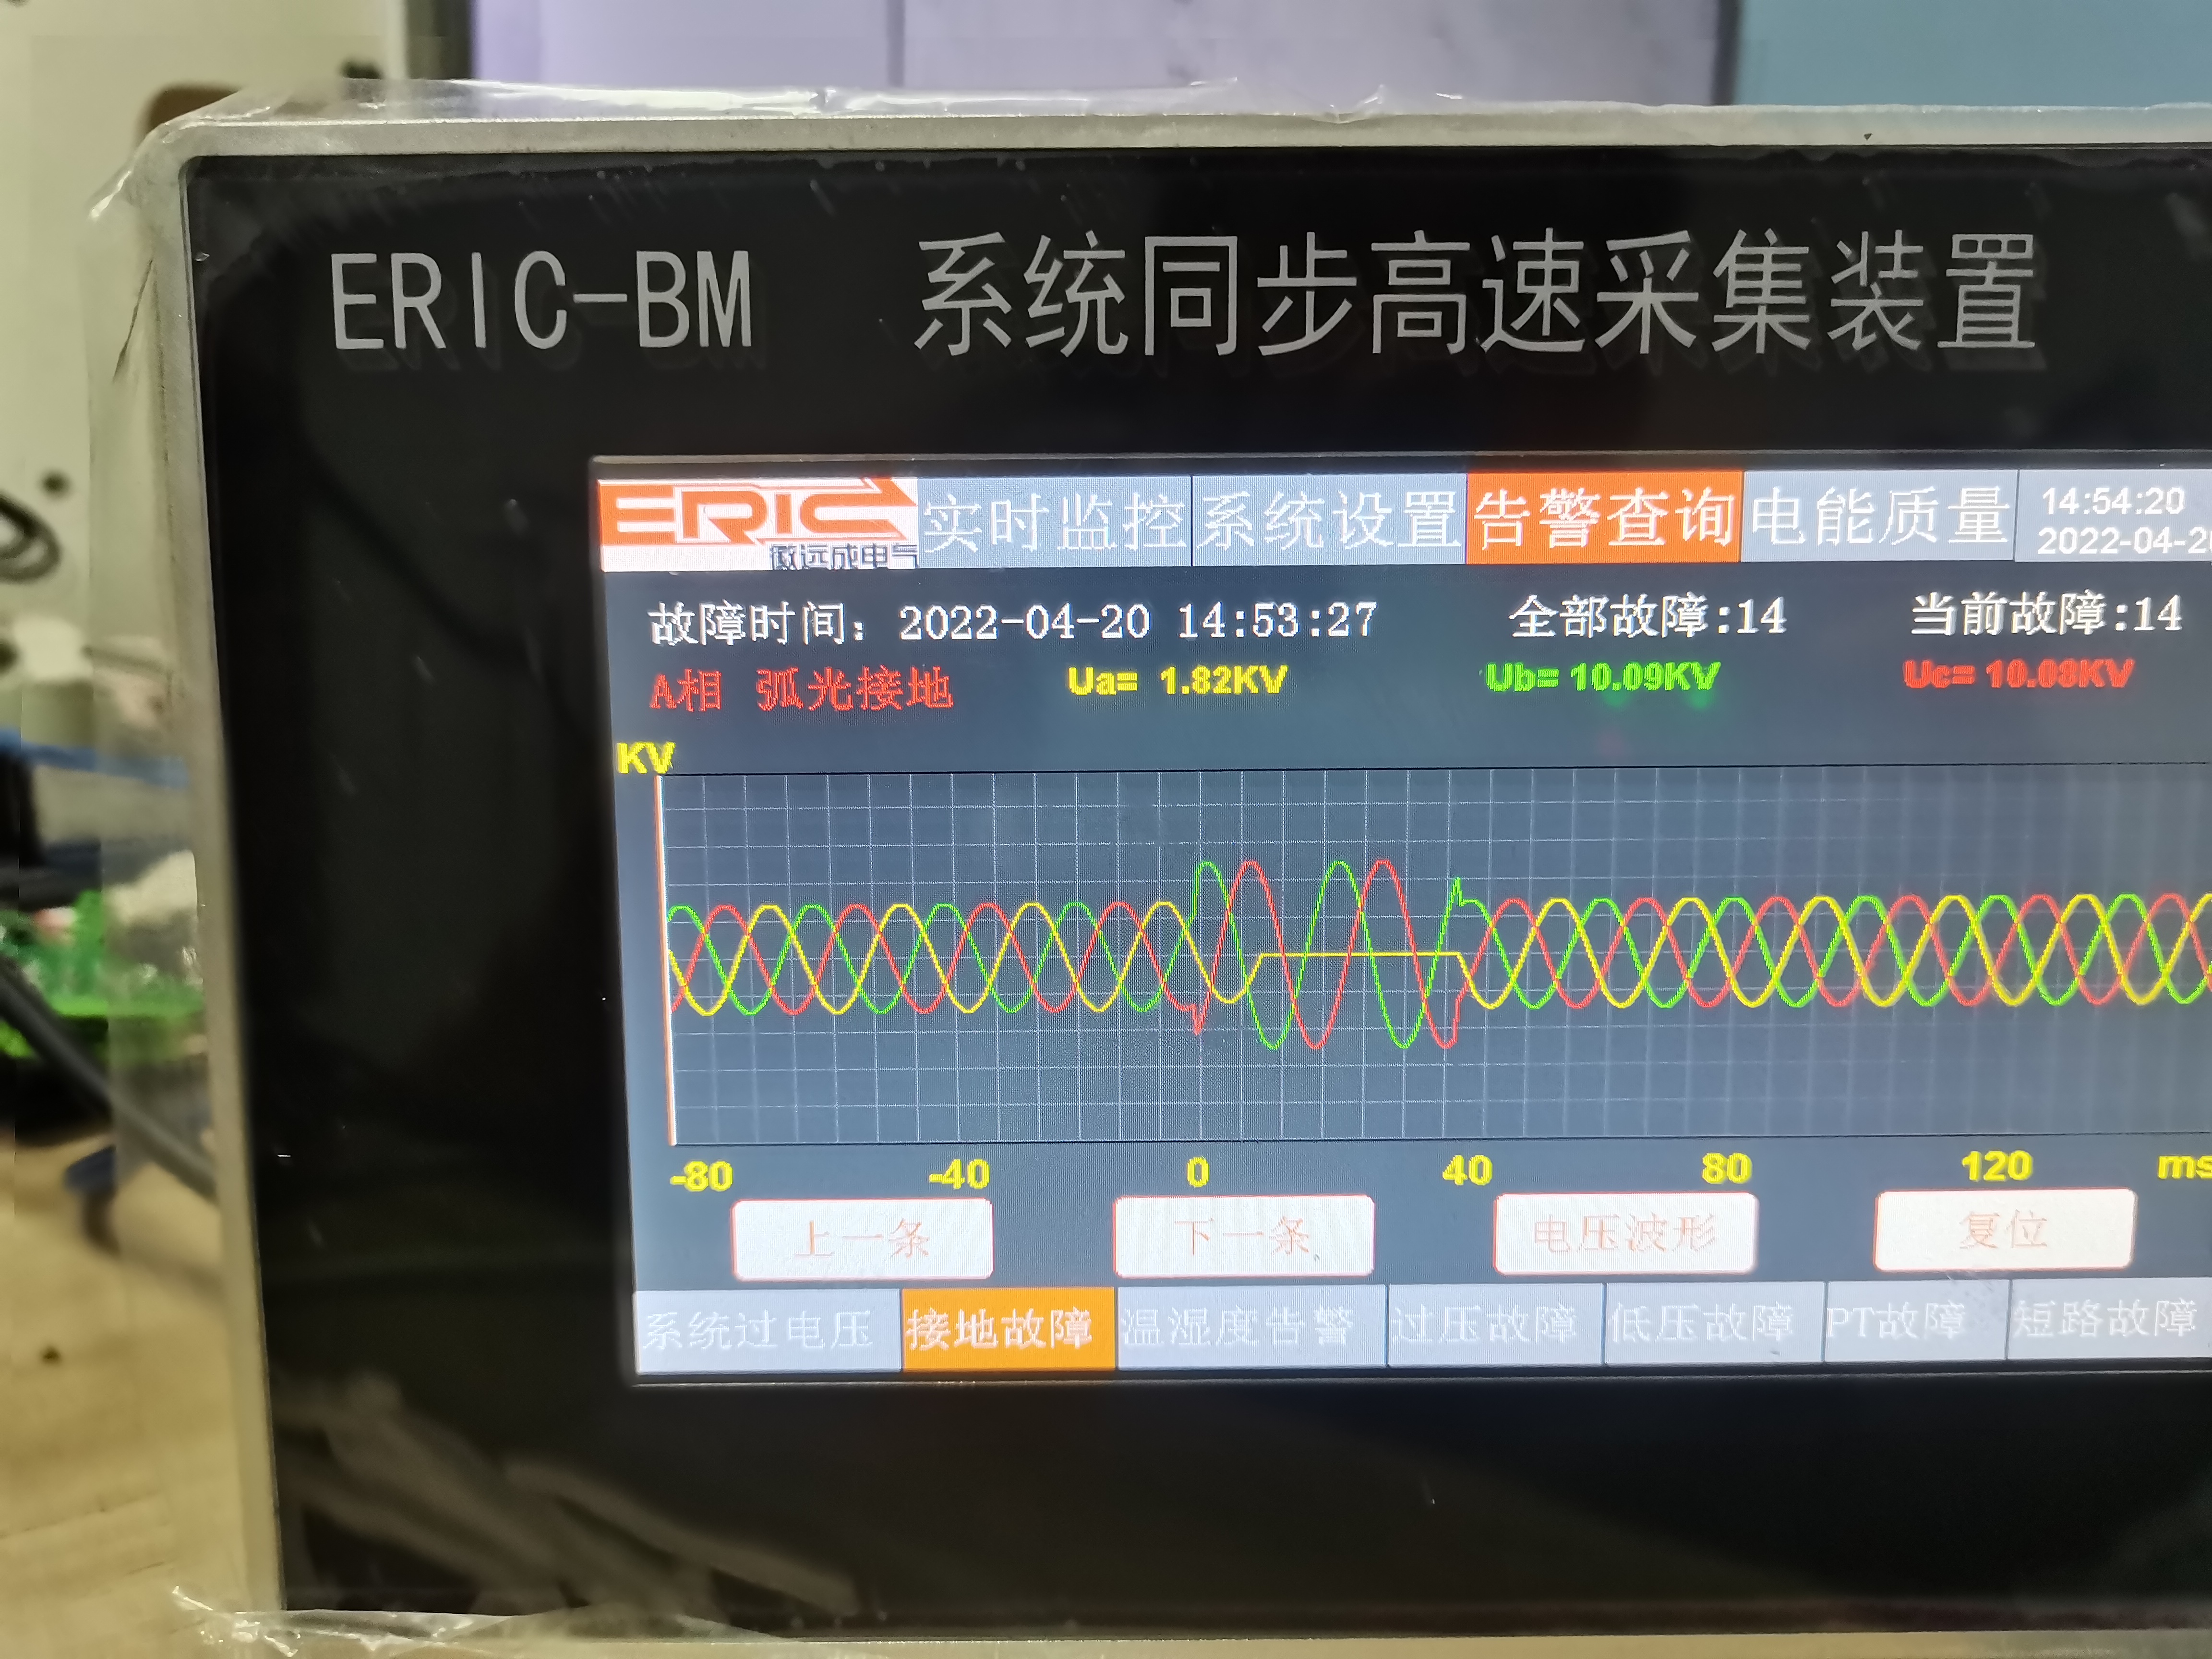 ERIC-BM 系统同步高速采集装置
ERIC 徽远成电气 实时监控 系统设置 告警查询 电能质量 14:54:20
2022-04-2
故障时间: 2022-04-20 14:53:27 全部故障:14 当前故障:14
A相 弧光接地 Ua= 1.82KV Ub= 10.09KV Uc= 10.08KV
KV
-80 -40 0 40 80 120 ms
上一条 下一条 电压波形 复位
系统过电压 接地故障 温湿度告警 过压故障 低压故障 PT故障 短路故障